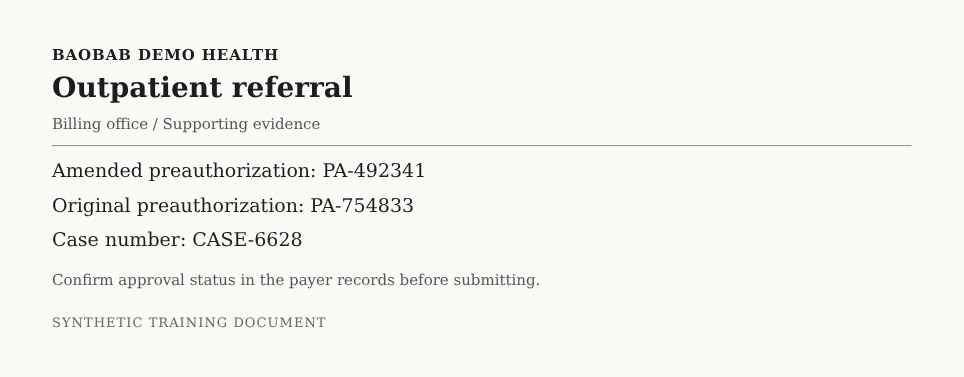 BAOBAB DEMO HEALTH
Outpatient referral
Billing office / Supporting evidence
Amended preauthorization: PA-492341
Original preauthorization: PA-754833
Case number: CASE-6628
Confirm approval status in the payer records before submitting.
SYNTHETIC TRAINING DOCUMENT